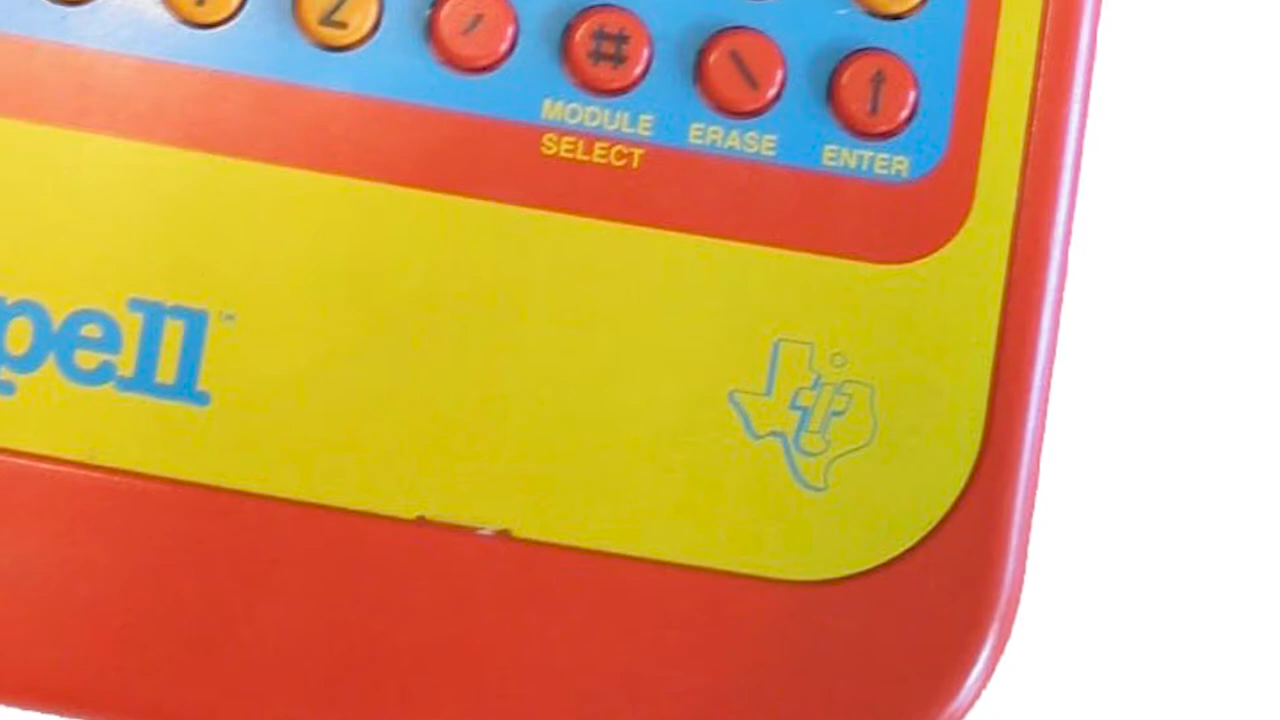 Z ' # \ ↑
MODULE ERASE ENTER
SELECT
pell™